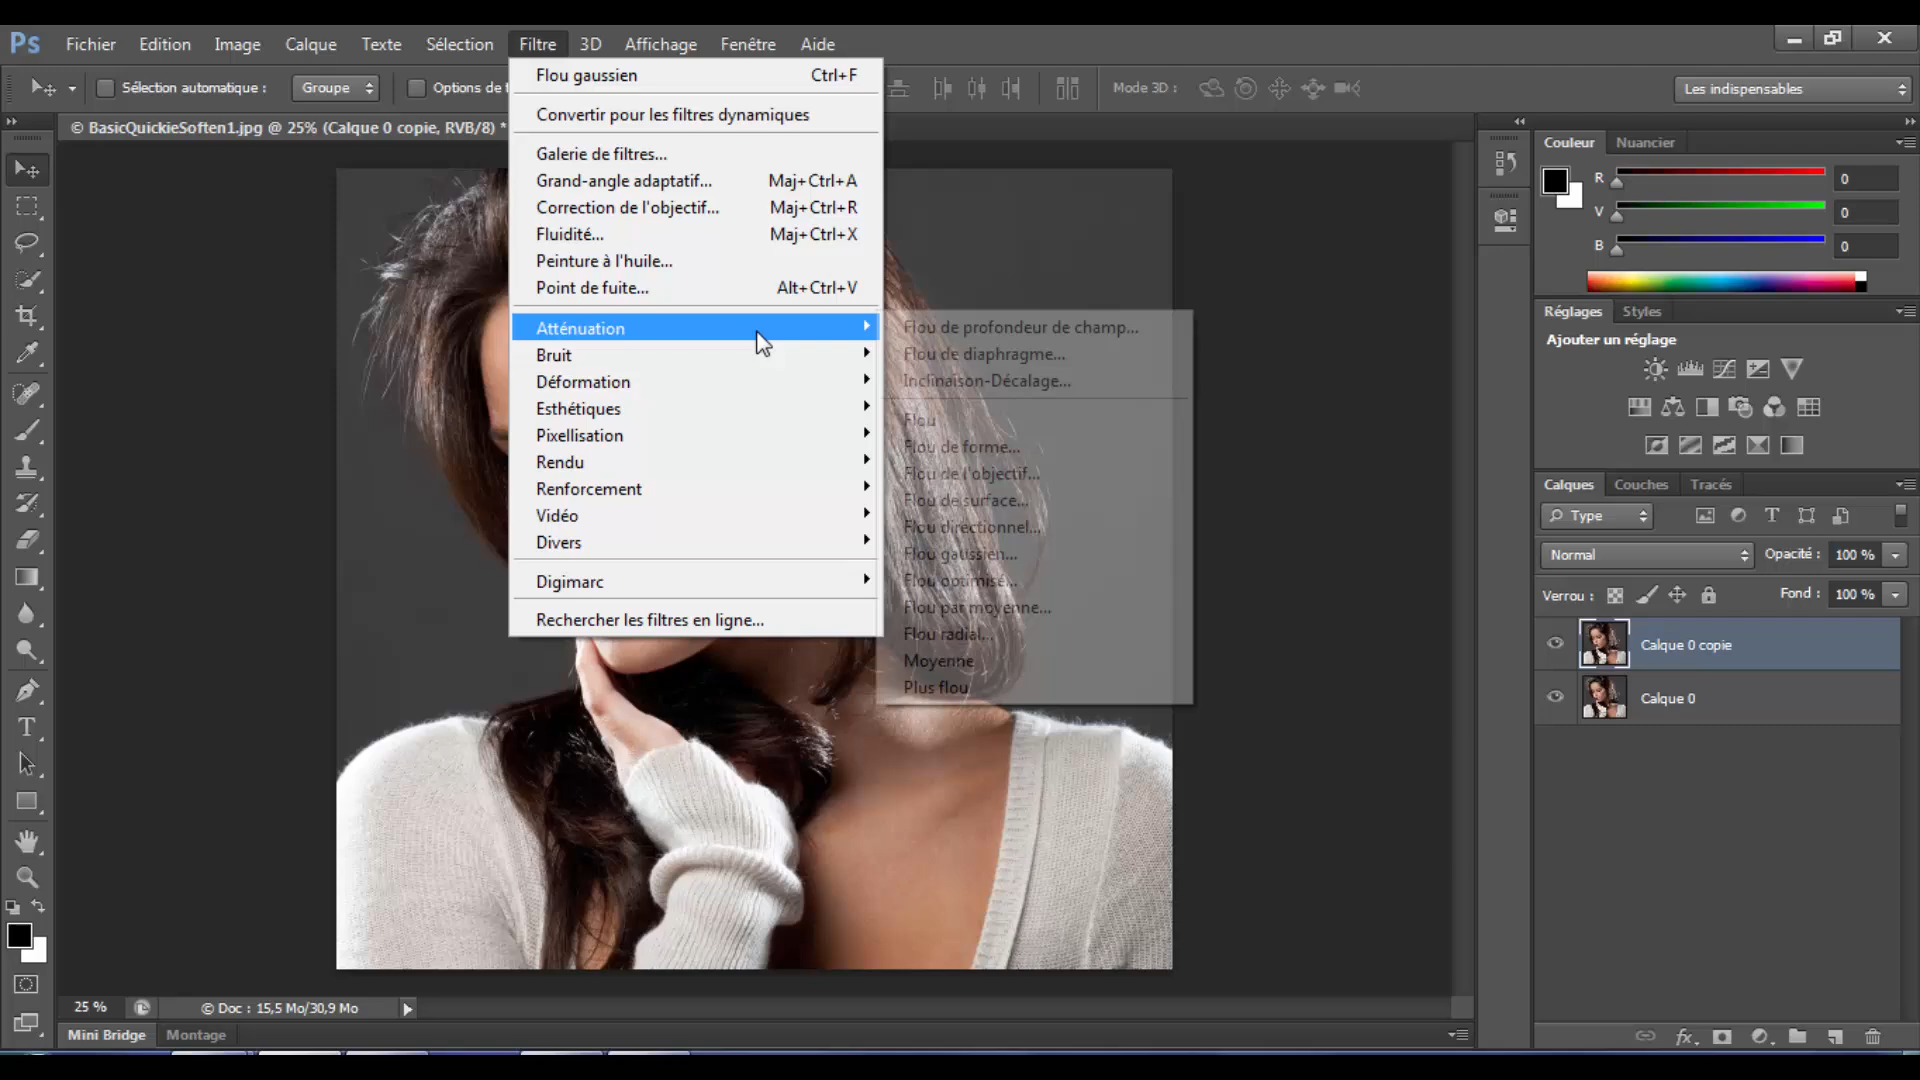 Ps Fichier Edition Image Calque Texte Sélection Filtre 3D Affichage Fenêtre Aide
Sélection automatique : Groupe Options de t Mode 3D : Les indispensables
© BasicQuickieSoften1.jpg @ 25% (Calque 0 copie, RVB/8) *
Flou gaussien Ctrl+F
Convertir pour les filtres dynamiques
Galerie de filtres...
Grand-angle adaptatif... Maj+Ctrl+A
Correction de l'objectif... Maj+Ctrl+R
Fluidité... Maj+Ctrl+X
Peinture à l'huile...
Point de fuite... Alt+Ctrl+V
Atténuation
Bruit
Déformation
Esthétiques
Pixellisation
Rendu
Renforcement
Vidéo
Divers
Digimarc
Rechercher les filtres en ligne...
Flou de profondeur de champ...
Flou de diaphragme...
Inclinaison-Décalage...
Flou
Flou de forme...
Flou de l'objectif...
Flou de surface...
Flou directionnel...
Flou gaussien...
Flou optimisé...
Flou par moyenne...
Flou radial...
Moyenne
Plus flou
Couleur Nuancier
R 0
V 0
B 0
Réglages Styles
Ajouter un réglage
Calques Couches Tracés
Type
Normal Opacité : 100 %
Verrou : Fond : 100 %
Calque 0 copie
Calque 0
fx
25 % © Doc : 15,5 Mo/30,9 Mo
Mini Bridge Montage